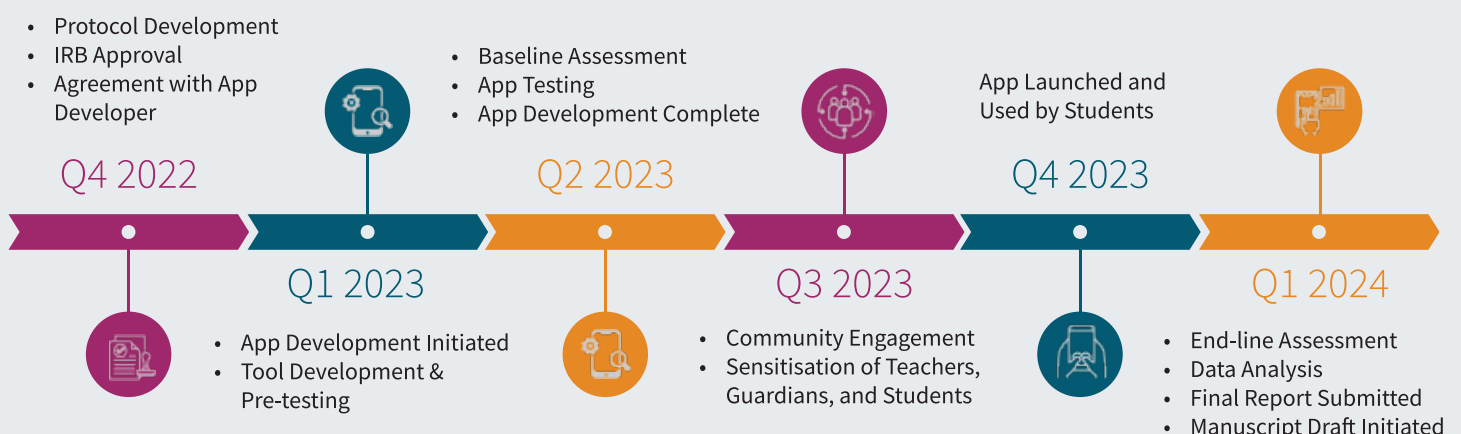 • Protocol Development
• IRB Approval
• Agreement with App
Developer
Q4 2022
Q1 2023
• App Development Initiated
• Tool Development &
Pre-testing
• Baseline Assessment
• App Testing
• App Development Complete
Q2 2023
Q3 2023
• Community Engagement
• Sensitisation of Teachers,
Guardians, and Students
App Launched and
Used by Students
Q4 2023
Q1 2024
• End-line Assessment
• Data Analysis
• Final Report Submitted
• Manuscript Draft Initiated